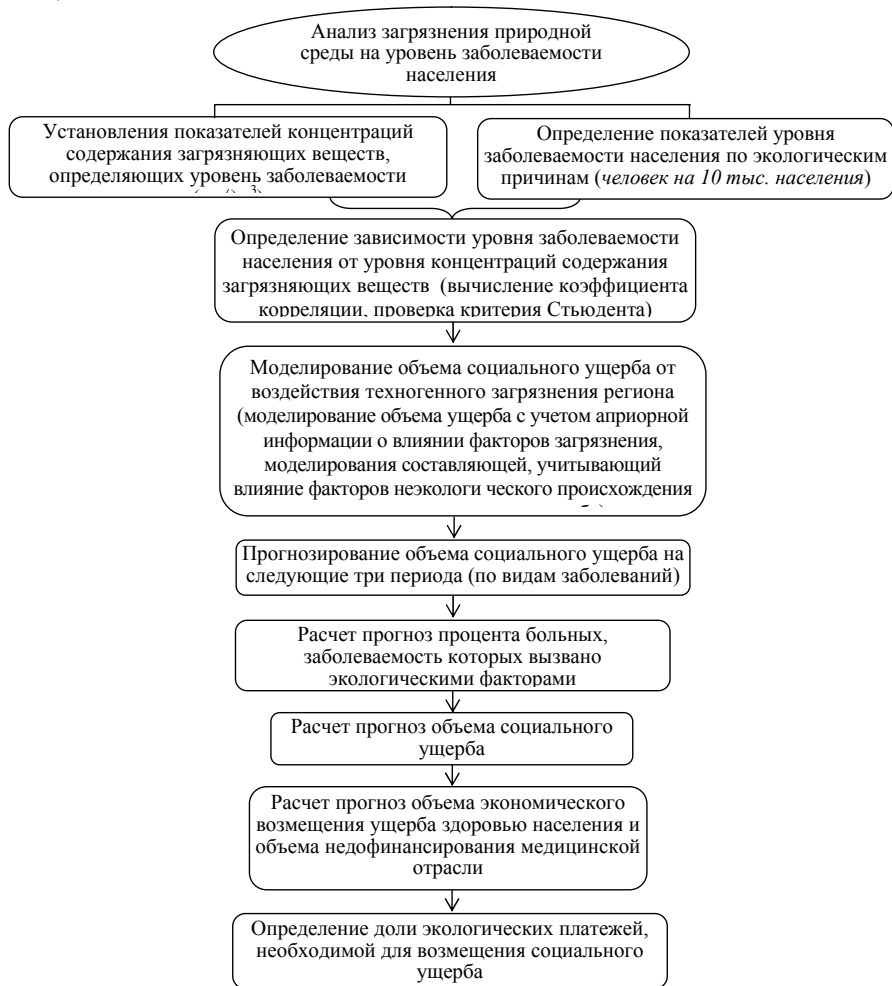 Анализ загрязнения природной
среды на уровень заболеваемости
населения
Установления показателей концентраций
содержания загрязняющих веществ,
определяющих уровень заболеваемости
Определение показателей уровня
заболеваемости населения по экологическим
причинам (человек на 10 тыс. населения)
Определение зависимости уровня заболеваемости
населения от уровня концентраций содержания
загрязняющих веществ (вычисление коэффициента
корреляции, проверка критерия Стьюдента)
Моделирование объема социального ущерба от
воздействия техногенного загрязнения региона
(моделирование объема ущерба с учетом априорной
информации о влиянии факторов загрязнения,
моделирования составляющей, учитывающий
влияние факторов неэкологи ческого происхождения
Прогнозирование объема социального ущерба на
следующие три периода (по видам заболеваний)
Расчет прогноз процента больных,
заболеваемость которых вызвано
экологическими факторами
Расчет прогноз объема социального
ущерба
Расчет прогноз объема экономического
возмещения ущерба здоровью населения и
объема недофинансирования медицинской
отрасли
Определение доли экологических платежей,
необходимой для возмещения социального
ущерба